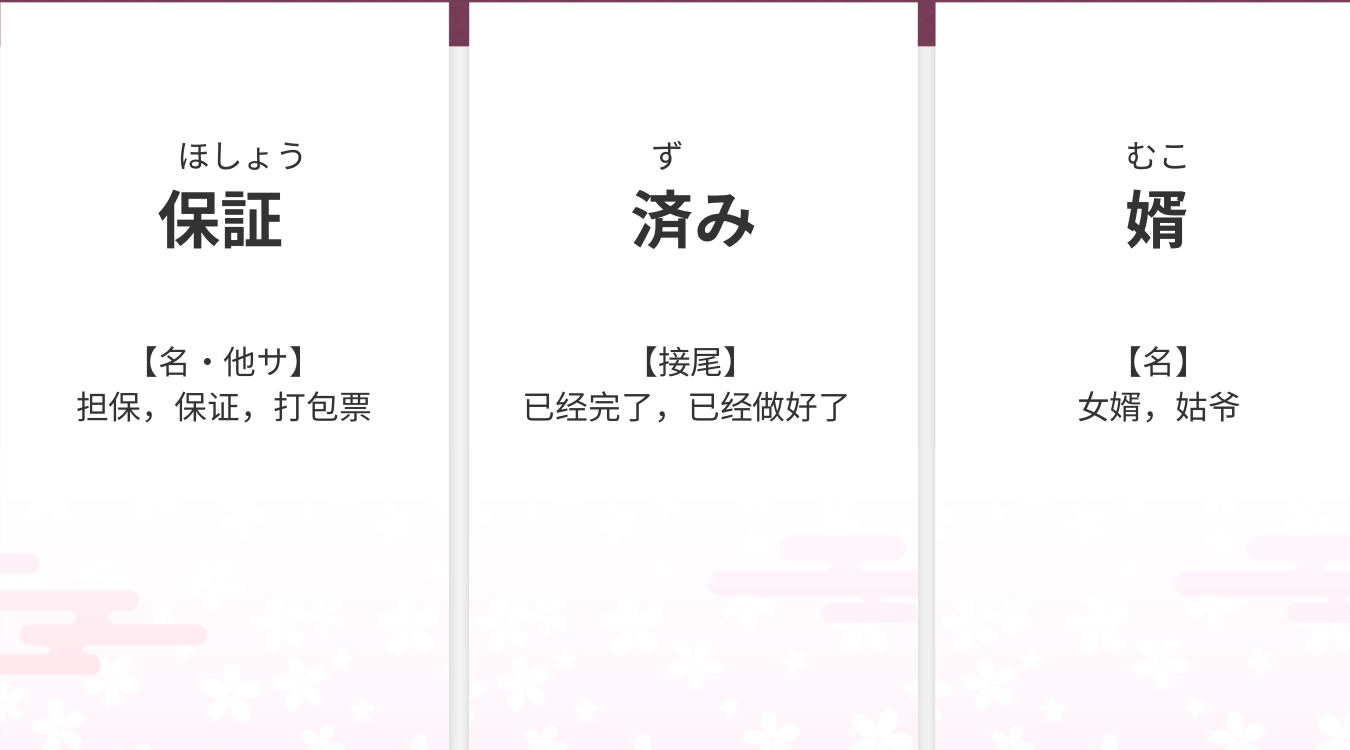 ほしょう
保証
【名・他サ】
担保，保证，打包票
ず
済み
【接尾】
已经完了，已经做好了
むこ
婿
【名】
女婿，姑爷